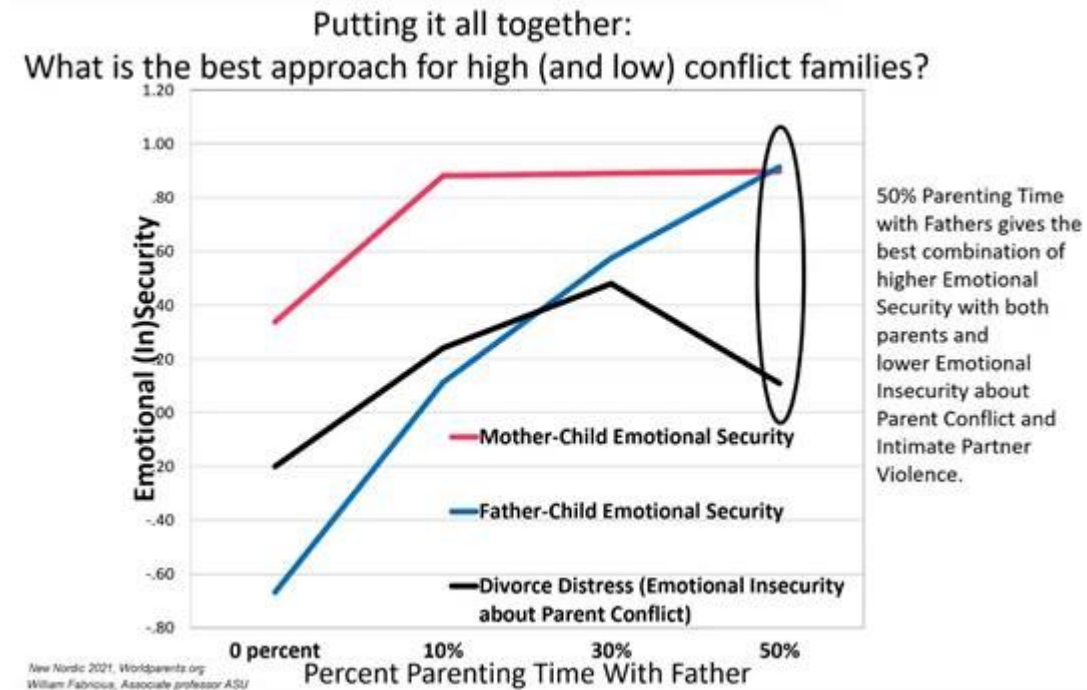 Putting it all together:
What is the best approach for high (and low) conflict families?
1.20
1.00
.80
.60
.40
.20
.00
-.20
-.40
-.60
-.80
Emotional (In)Security
Mother-Child Emotional Security
Father-Child Emotional Security
Divorce Distress (Emotional Insecurity
about Parent Conflict)
50% Parenting Time
with Fathers gives the
best combination of
higher Emotional
Security with both
parents and
lower Emotional
Insecurity about
Parent Conflict and
Intimate Partner
Violence.
0 percent 10% 30% 50%
Percent Parenting Time With Father
New Nordic 2021, Worldparents.org
William Fabricius, Associate professor ASU